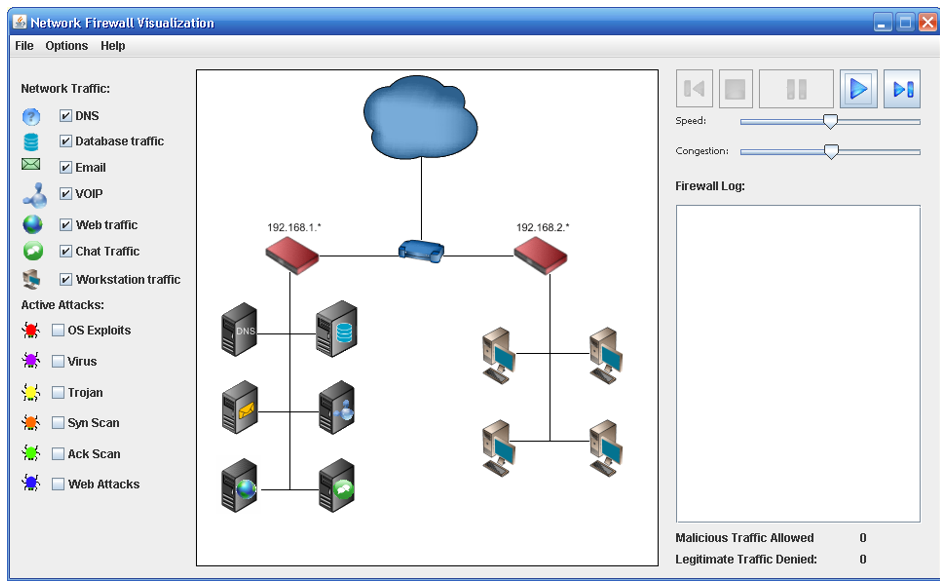 Network Firewall Visualization
File Options Help
Network Traffic:
DNS
Database traffic
Email
VOIP
Web traffic
Chat Traffic
Workstation traffic
Active Attacks:
OS Exploits
Virus
Trojan
Syn Scan
Ack Scan
Web Attacks
192.168.1.*
192.168.2.*
DNS
Speed:
Congestion:
Firewall Log:
Malicious Traffic Allowed 0
Legitimate Traffic Denied: 0